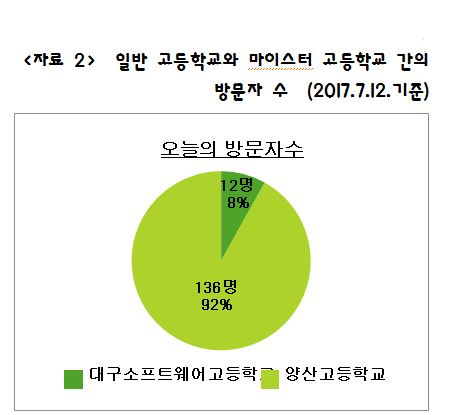 <자료 2> 일반 고등학교와 마이스터 고등학교 간의
방문자 수 (2017.7.12.기준)
오늘의 방문자수
12명
8%
136명
92%
대구소프트웨어고등학교 양산고등학교